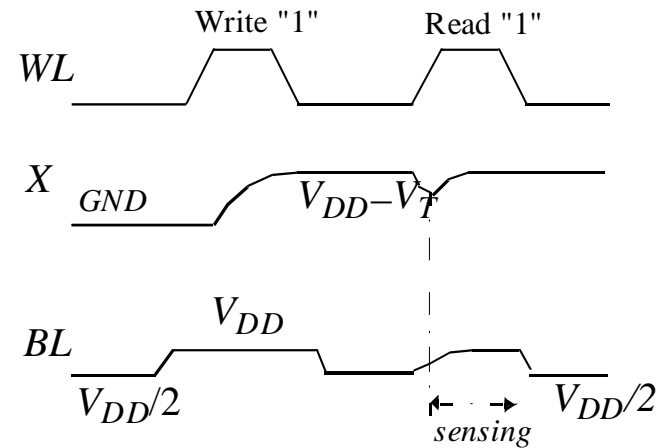 Write "1" Read "1"
WL
X GND V_DD−V_T
V_DD
BL
V_DD/2 V_DD/2
sensing